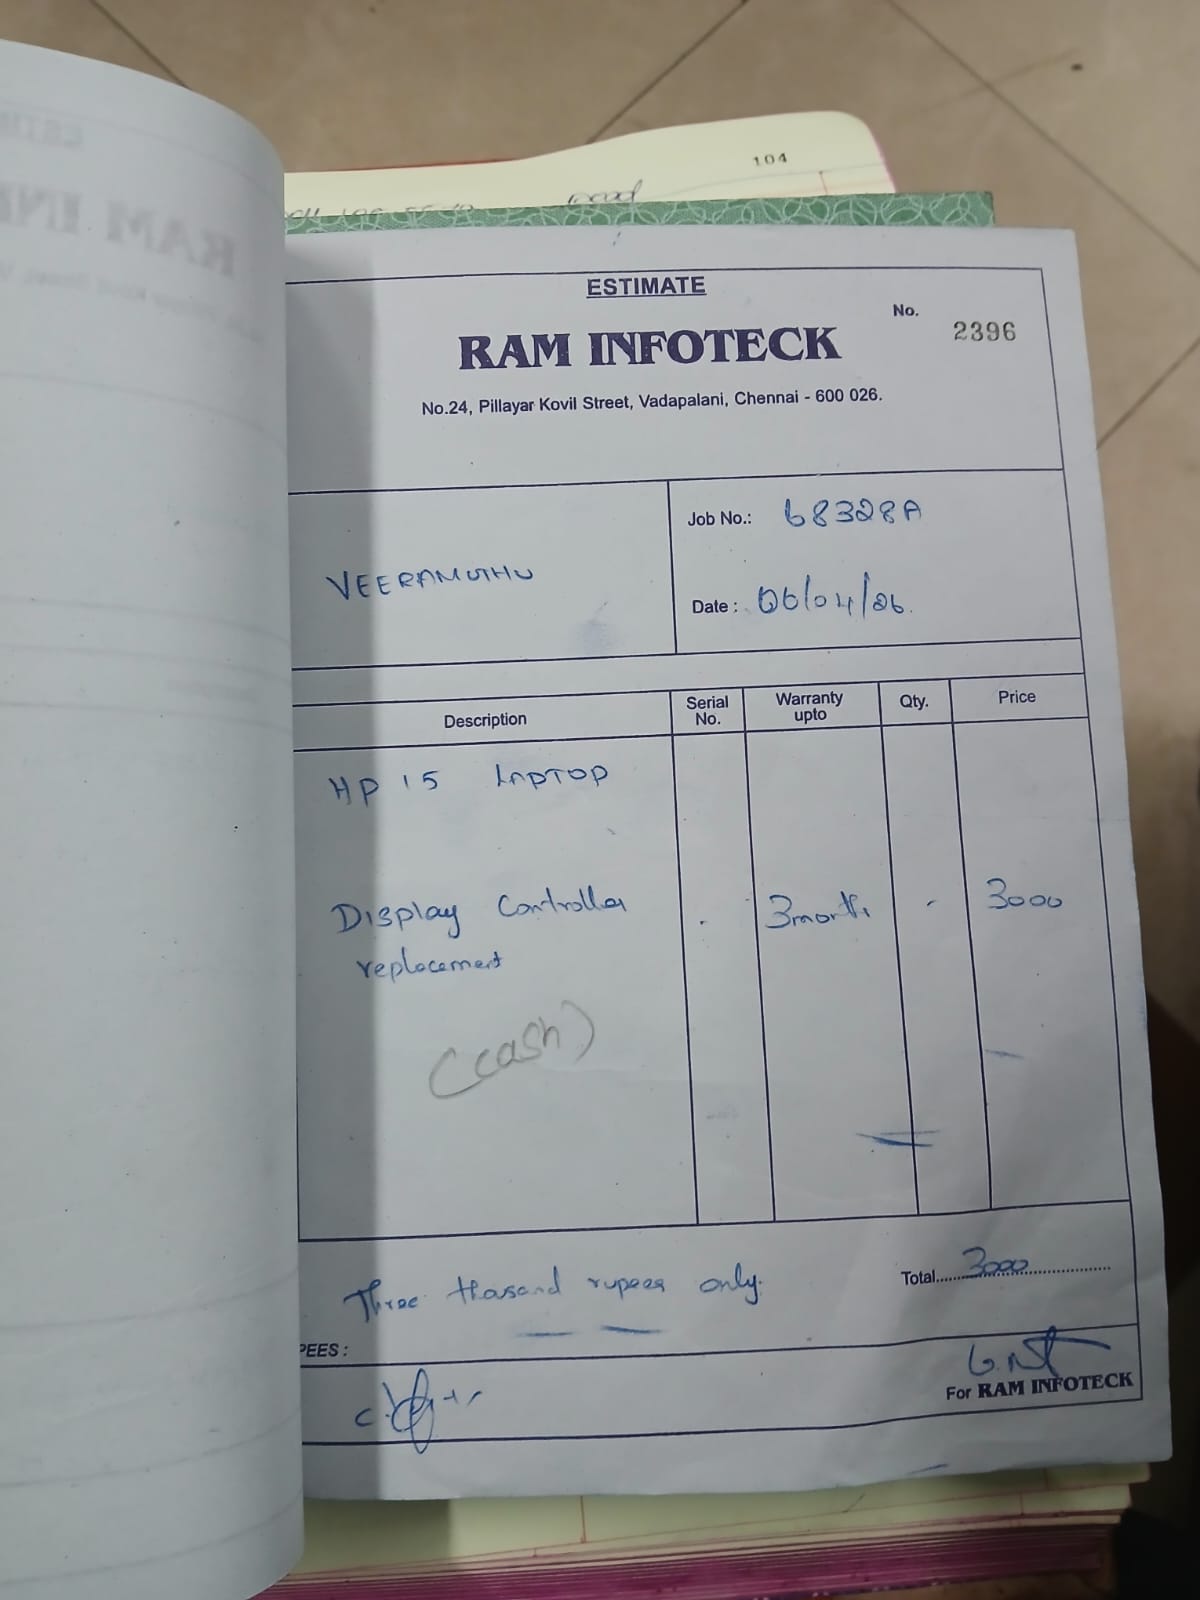 104
ESTIMATE
No.
2396
RAM INFOTECK
No.24, Pillayar Kovil Street, Vadapalani, Chennai - 600 026.
Job No.: 68328A
VEERAMUTHU
Date : 06/04/26.
Description Serial No. Warranty upto Qty. Price
HP 15 LAPTOP
Display Controller - 3month - 3000
replacement
(cash)
Three thasand rupees only.
Total 3000
PEES :
For RAM INFOTECK